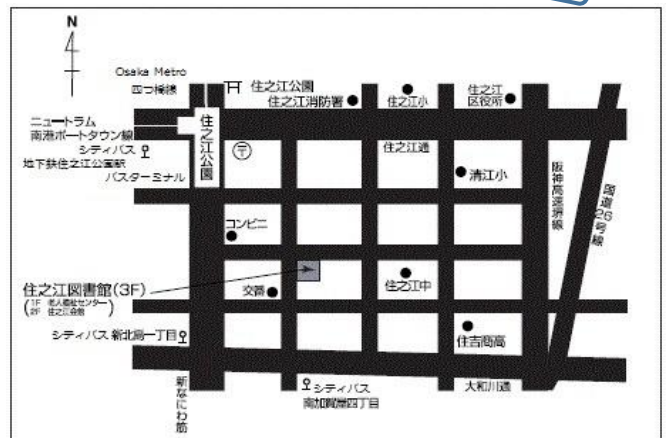 N
Osaka Metro
四つ橋線
住之江公園
住之江消防署
住之江小
住之江
区役所
ニュートラム
南港ポートタウン線
住之江公園
シティバス
地下鉄住之江公園駅
バスターミナル
〒
住之江通
清江小
阪神高速堺線
国道26号線
コンビニ
住之江図書館(3F)
(1F 老人福祉センター
2F 住之江会館)
交番
住之江中
シティバス 新北島一丁目
住吉商高
新なにわ筋
シティバス
南加賀屋四丁目
大和川通